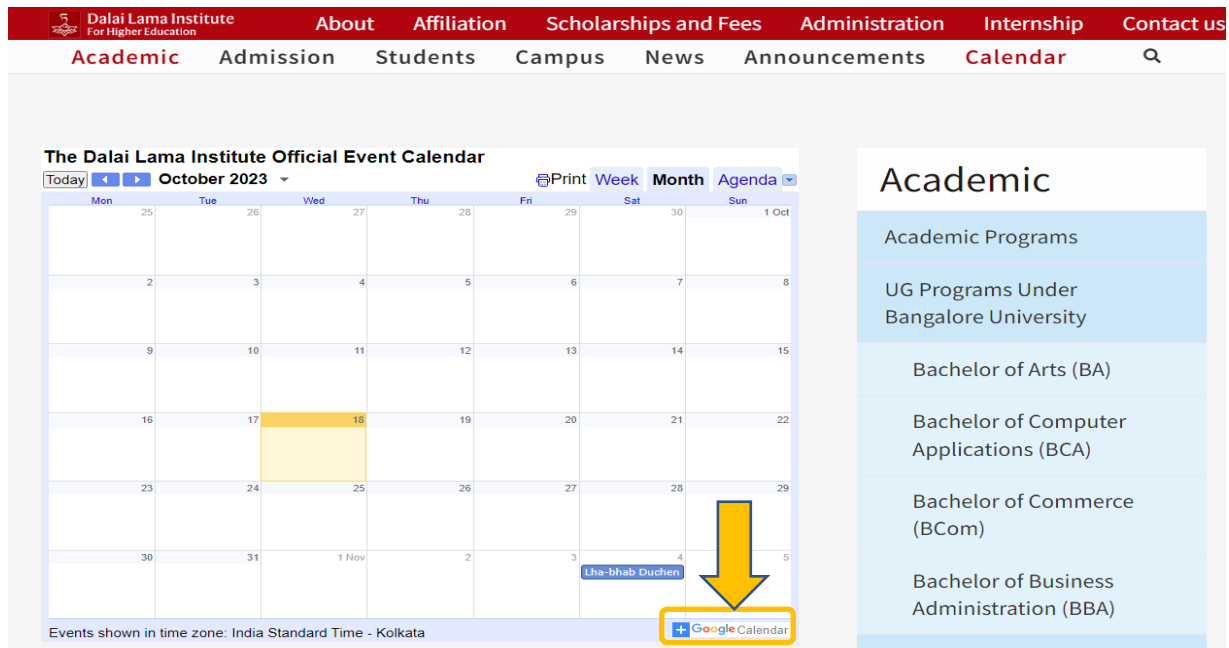 Dalai Lama Institute
For Higher Education
About Affiliation Scholarships and Fees Administration Internship Contact us
Academic Admission Students Campus News Announcements Calendar
The Dalai Lama Institute Official Event Calendar
Today October 2023 Print Week Month Agenda
Mon Tue Wed Thu Fri Sat Sun
25 26 27 28 29 30 1 Oct
2 3 4 5 6 7 8
9 10 11 12 13 14 15
16 17 18 19 20 21 22
23 24 25 26 27 28 29
30 31 1 Nov 2 3 4 5
Lha-bhab Duchen
Events shown in time zone: India Standard Time - Kolkata
Google Calendar
Academic
Academic Programs
UG Programs Under
Bangalore University
Bachelor of Arts (BA)
Bachelor of Computer
Applications (BCA)
Bachelor of Commerce
(BCom)
Bachelor of Business
Administration (BBA)